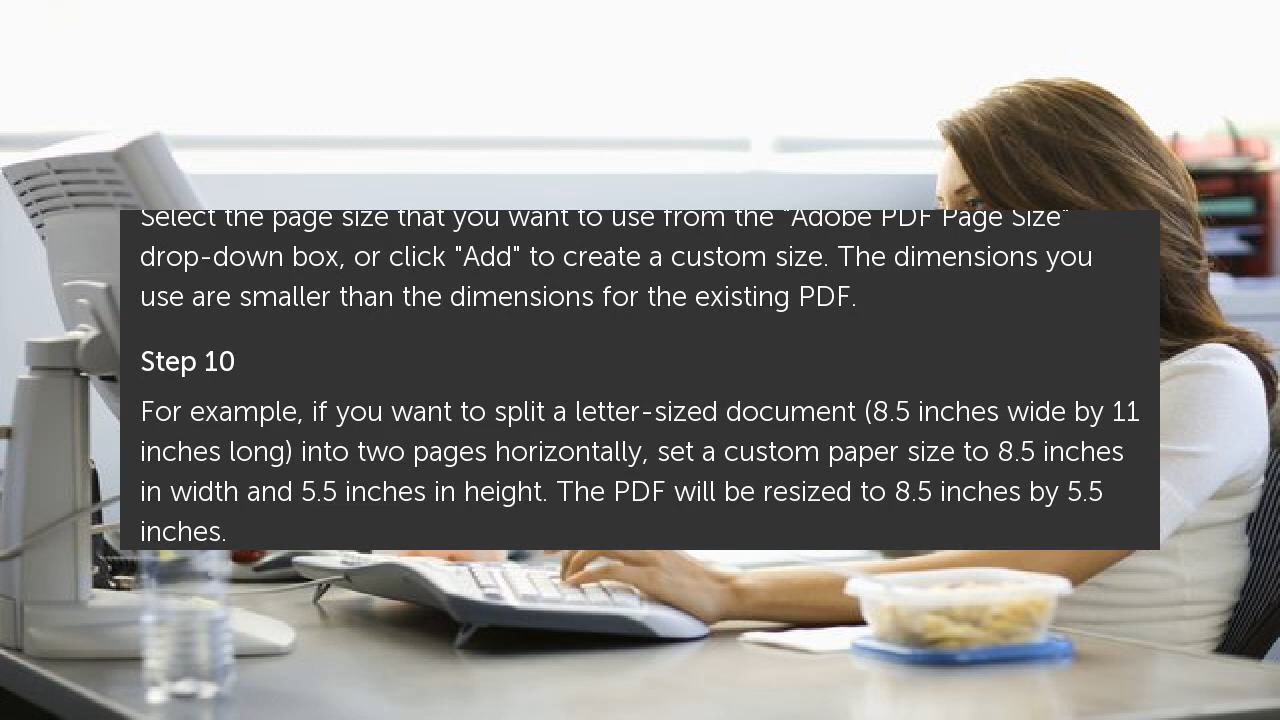 Select the page size that you want to use from the "Adobe PDF Page Size"
drop-down box, or click "Add" to create a custom size. The dimensions you
use are smaller than the dimensions for the existing PDF.
Step 10
For example, if you want to split a letter-sized document (8.5 inches wide by 11
inches long) into two pages horizontally, set a custom paper size to 8.5 inches
in width and 5.5 inches in height. The PDF will be resized to 8.5 inches by 5.5
inches.